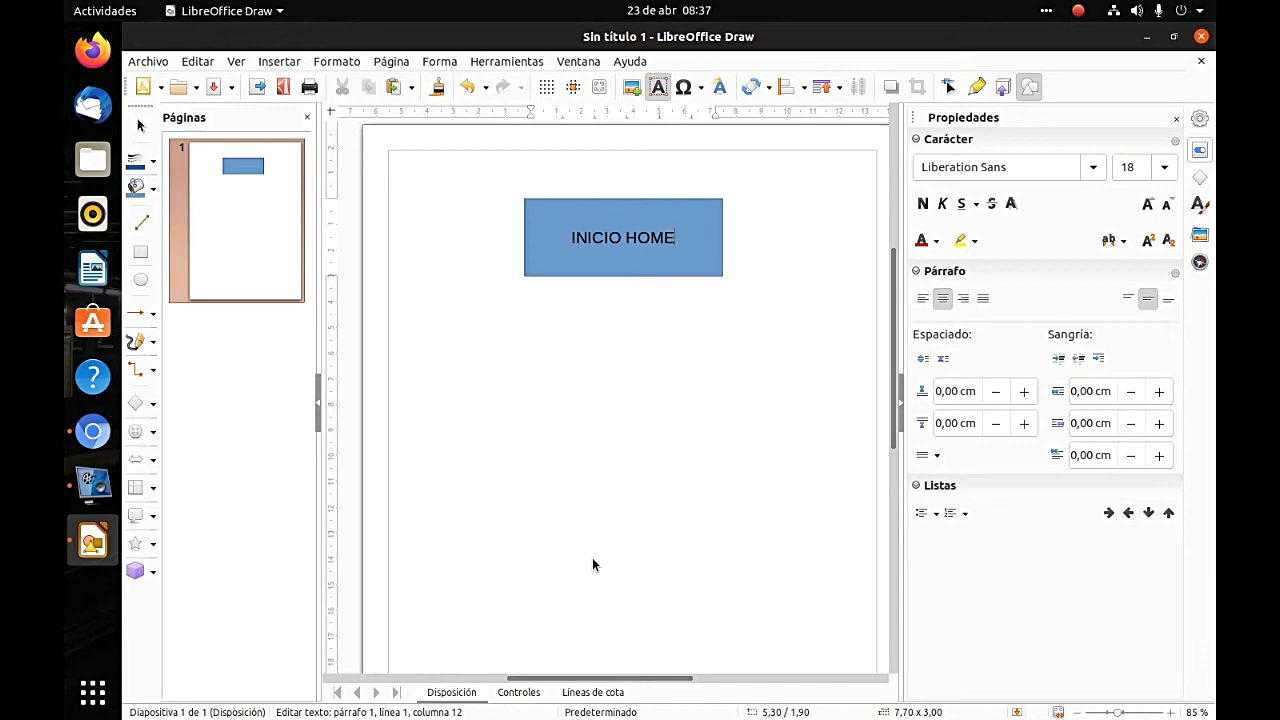 Actividades
LibreOffice Draw
23 de abr 08:37
Sin título 1 - LibreOffice Draw
Archivo Editar Ver Insertar Formato Página Forma Herramientas Ventana Ayuda
Páginas
1
INICIO HOME
Propiedades
Carácter
Liberation Sans
18
N K S S A
Párrafo
Espaciado: Sangría:
0,00 cm 0,00 cm
0,00 cm 0,00 cm
0,00 cm
Listas
Disposición Controles Líneas de cota
Diapositiva 1 de 1 (Disposición) Editar texto: párrafo 1, línea 1, columna 12 Predeterminado 5,30 / 1,90 7,70 x 3,00 85 %